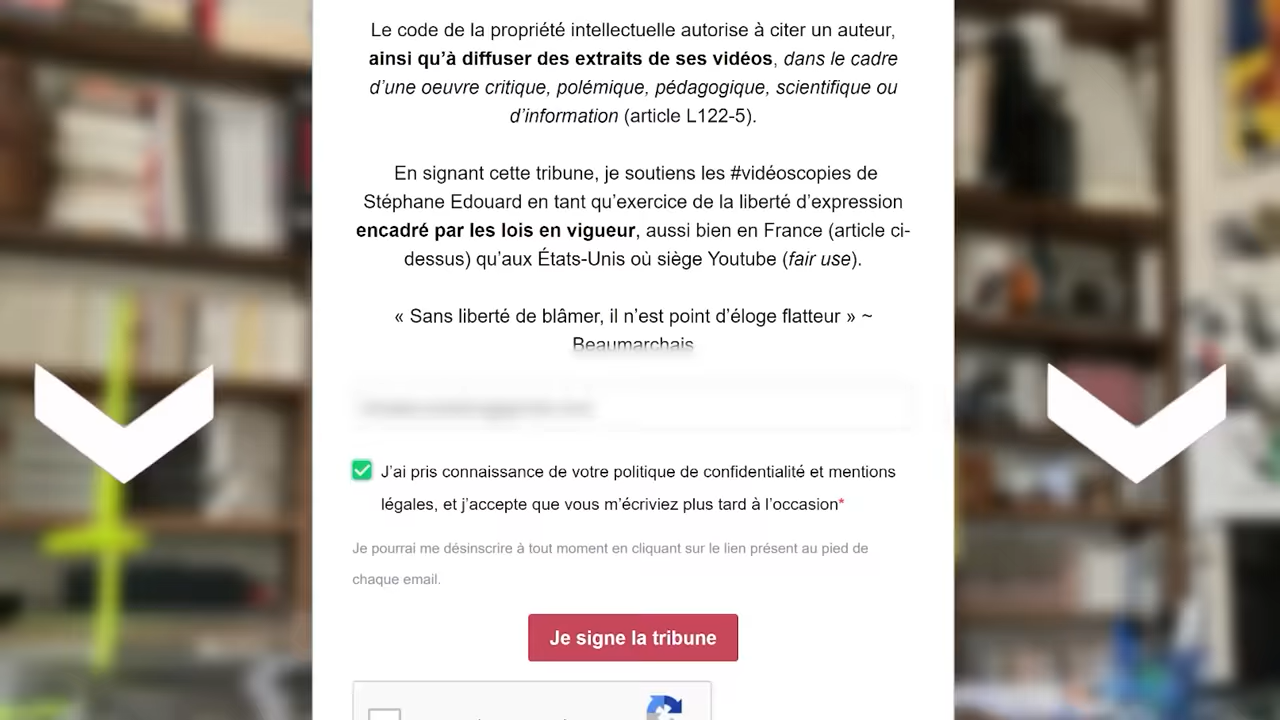 Le code de la propriété intellectuelle autorise à citer un auteur,
ainsi qu’à diffuser des extraits de ses vidéos, dans le cadre
d’une oeuvre critique, polémique, pédagogique, scientifique ou
d’information (article L122-5).
En signant cette tribune, je soutiens les #vidéoscopies de
Stéphane Edouard en tant qu’exercice de la liberté d’expression
encadré par les lois en vigueur, aussi bien en France (article ci-
dessus) qu’aux États-Unis où siège Youtube (fair use).
« Sans liberté de blâmer, il n’est point d’éloge flatteur » ~
Beaumarchais
J’ai pris connaissance de votre politique de confidentialité et mentions
légales, et j’accepte que vous m’écriviez plus tard à l’occasion*
Je pourrai me désinscrire à tout moment en cliquant sur le lien présent au pied de
chaque email.
Je signe la tribune